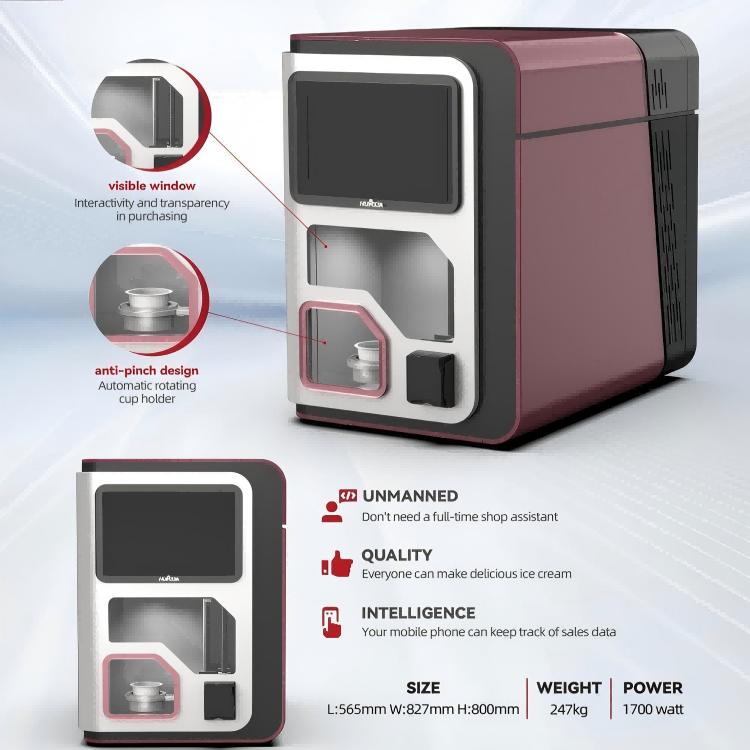 visible window
Interactivity and transparency
in purchasing
anti-pinch design
Automatic rotating
cup holder
UNMANNED
Don't need a full-time shop assistant
QUALITY
Everyone can make delicious ice cream
INTELLIGENCE
Your mobile phone can keep track of sales data
SIZE
L:565mm W:827mm H:800mm
WEIGHT
247kg
POWER
1700 watt